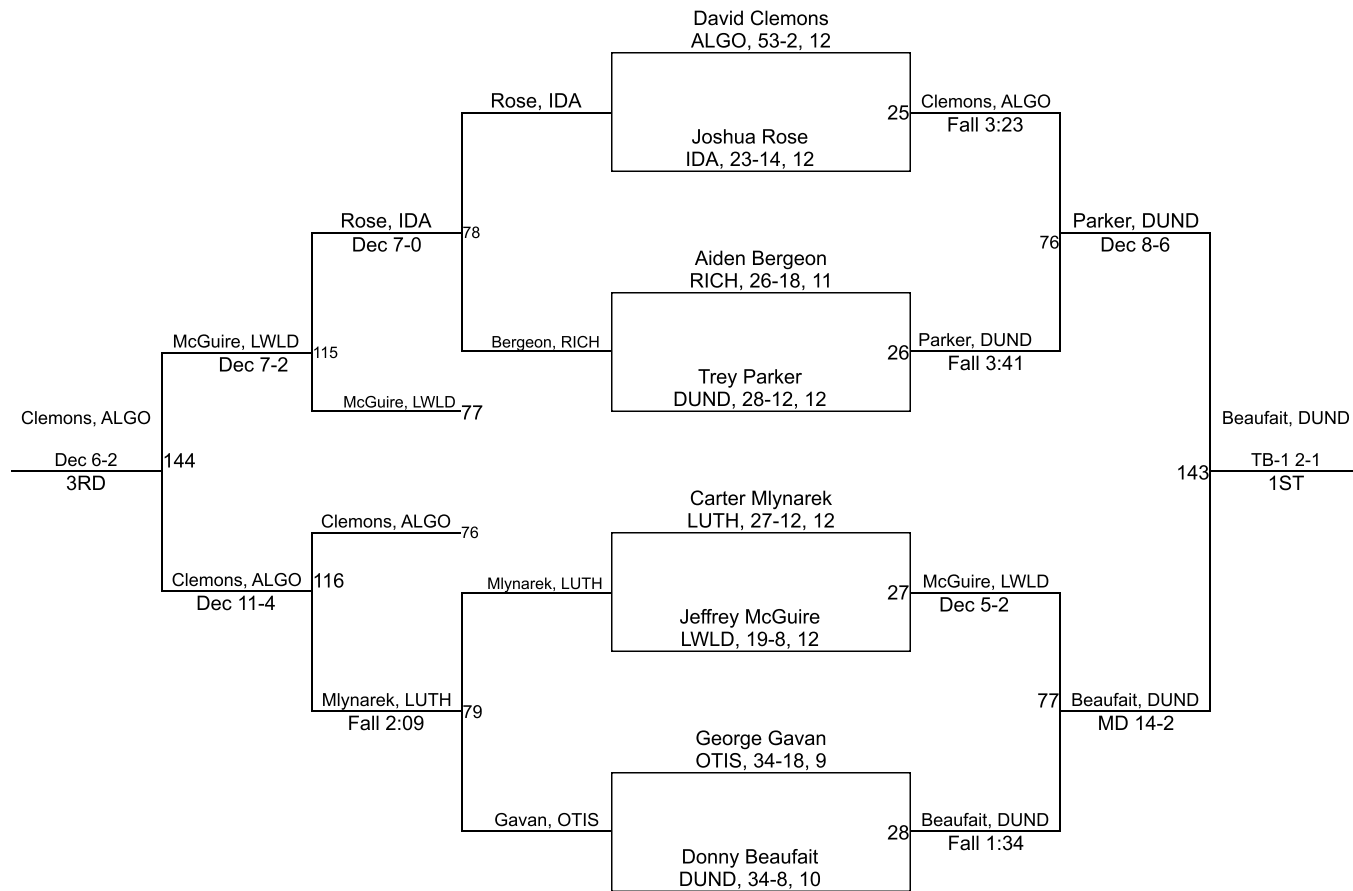 David Clemons
ALGO, 53-2, 12
Rose, IDA
25
Clemons, ALGO
Fall 3:23
Joshua Rose
IDA, 23-14, 12
Rose, IDA
Dec 7-0
78
76
Parker, DUND
Dec 8-6
Aiden Bergeon
RICH, 26-18, 11
Bergeon, RICH
26
Parker, DUND
Fall 3:41
McGuire, LWLD
Dec 7-2
115
Trey Parker
DUND, 28-12, 12
McGuire, LWLD
77
Clemons, ALGO
Dec 6-2
3RD
144
Beaufait, DUND
143
TB-1 2-1
1ST
Carter Mlynarek
LUTH, 27-12, 12
Clemons, ALGO
76
Clemons, ALGO
Dec 11-4
116
Mlynarek, LUTH
27
McGuire, LWLD
Dec 5-2
Jeffrey McGuire
LWLD, 19-8, 12
Mlynarek, LUTH
Fall 2:09
79
77
Beaufait, DUND
MD 14-2
George Gavan
OTIS, 34-18, 9
Gavan, OTIS
28
Beaufait, DUND
Fall 1:34
Donny Beaufait
DUND, 34-8, 10